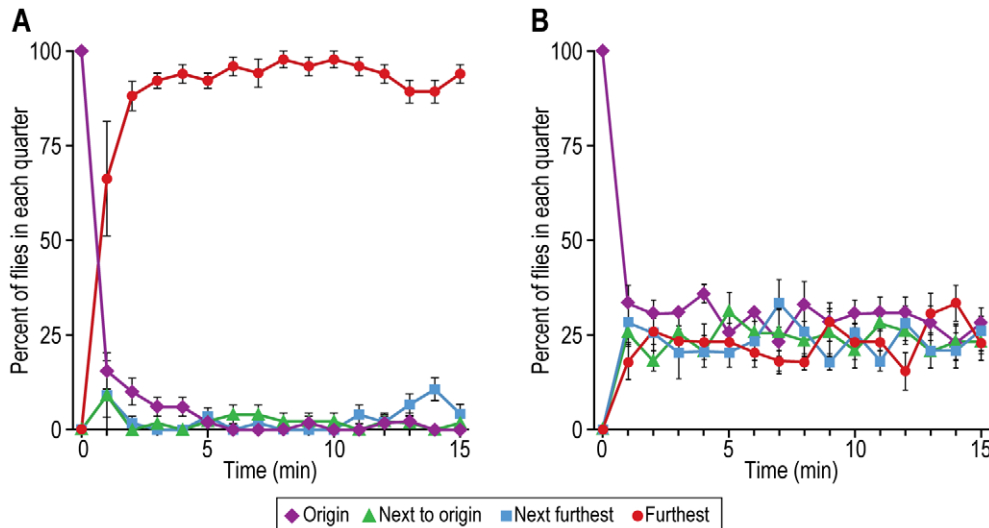 A
B
Percent of flies in each quarter
100
75
50
25
0
0
5
10
15
Time (min)
Percent of flies in each quarter
100
75
50
25
0
0
5
10
15
Time (min)
Origin Next to origin Next furthest Furthest